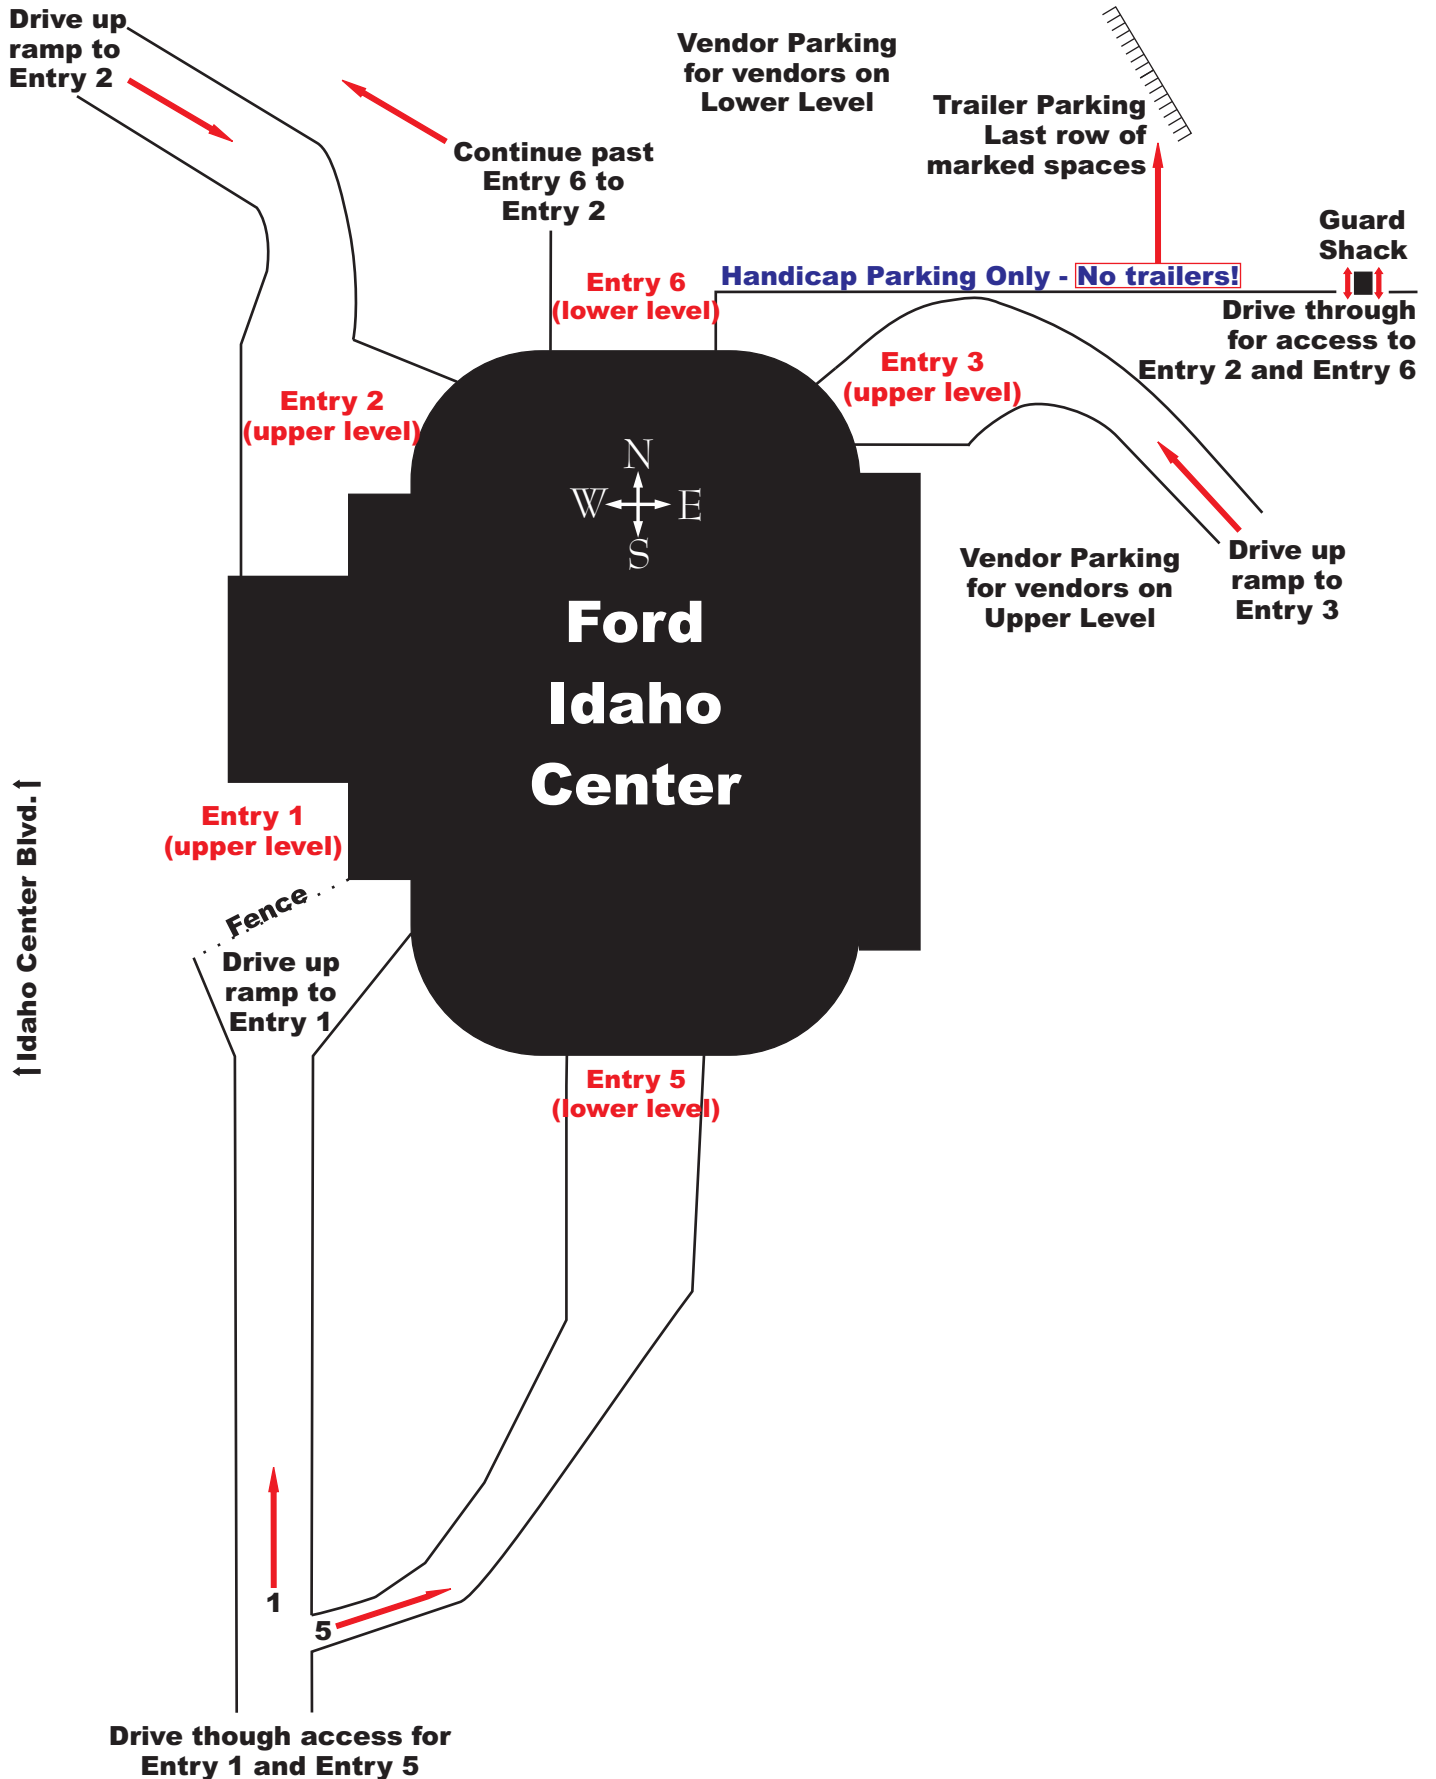 Drive up
ramp to
Entry 2
Vendor Parking
for vendors on
Lower Level
Trailer Parking
Last row of
marked spaces
Continue past
Entry 6 to
Entry 2
Guard
Shack
Entry 6
(lower level)
Handicap Parking Only - No trailers!
Drive through
for access to
Entry 2 and Entry 6
Entry 3
(upper level)
Entry 2
(upper level)
N
W E
S
Vendor Parking
for vendors on
Upper Level
Drive up
ramp to
Entry 3
Ford
Idaho
Center
Idaho Center Blvd.
Entry 1
(upper level)
Fence
Drive up
ramp to
Entry 1
Entry 5
(lower level)
1
5
Drive though access for
Entry 1 and Entry 5